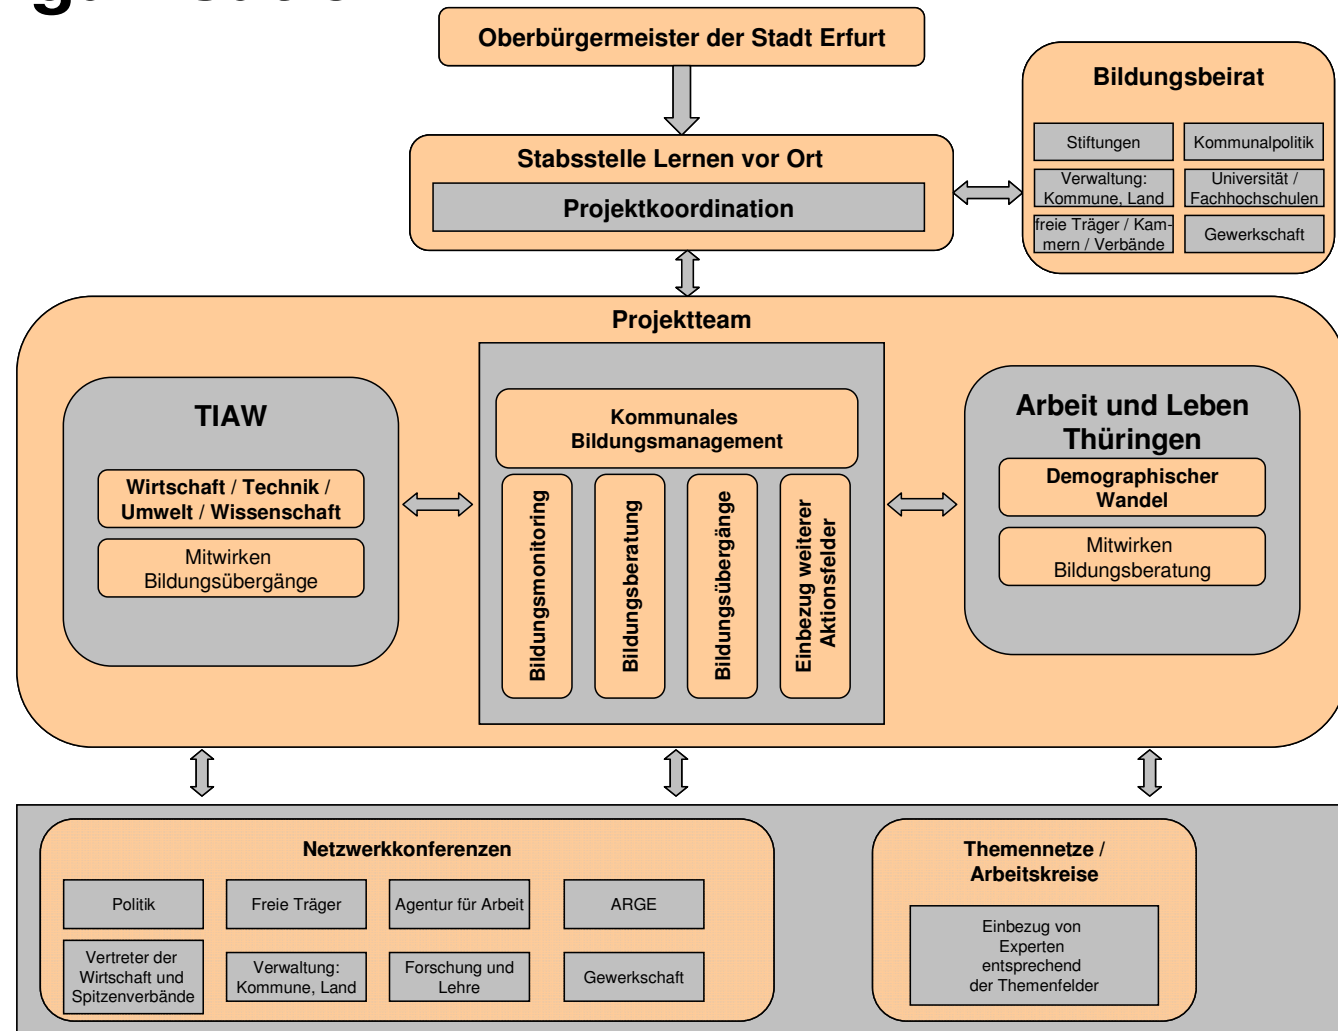 Oberbürgermeister der Stadt Erfurt
Bildungsbeirat
Stiftungen
Kommunalpolitik
Verwaltung:
Kommune, Land
Universität /
Fachhochschulen
freie Träger / Kam-
mern / Verbände
Gewerkschaft
Stabsstelle Lernen vor Ort
Projektkoordination
Projektteam
TIAW
Wirtschaft / Technik /
Umwelt / Wissenschaft
Mitwirken
Bildungsübergänge
Kommunales
Bildungsmanagement
Bildungsmonitoring
Bildungsberatung
Bildungsübergänge
Einbezug weiterer
Aktionsfelder
Arbeit und Leben
Thüringen
Demographischer
Wandel
Mitwirken
Bildungsberatung
Netzwerkkonferenzen
Politik
Freie Träger
Agentur für Arbeit
ARGE
Vertreter der
Wirtschaft und
Spitzenverbände
Verwaltung:
Kommune, Land
Forschung und
Lehre
Gewerkschaft
Themennetze /
Arbeitskreise
Einbezug von
Experten
entsprechend
der Themenfelder